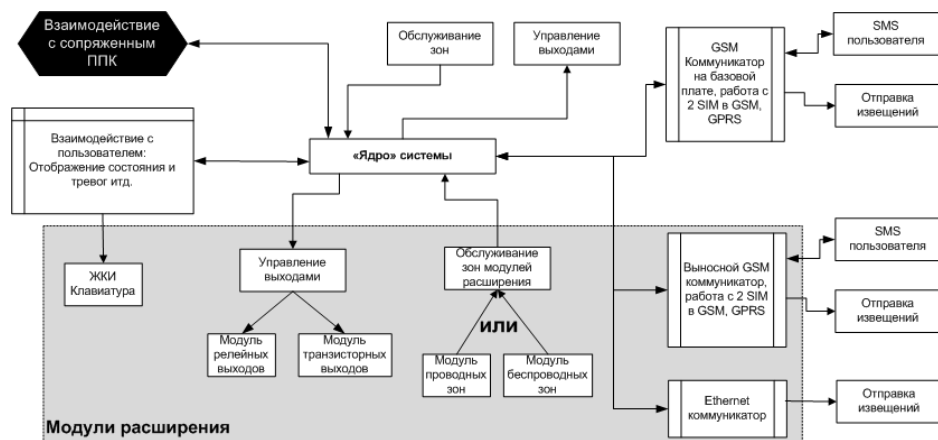 Взаимодействие
с сопряженным
ППК
Обслуживание
зон
Управление
выходами
GSM
Коммуникатор
на базовой
плате, работа с
2 SIM в GSM,
GPRS
SMS
пользователя
Отправка
извещений
Взаимодействие с
пользователем:
Отображение состояния и
тревог итд.
«Ядро» системы
ЖКИ
Клавиатура
Управление
выходами
Обслуживание
зон модулей
расширения
Выносной GSM
коммуникатор,
работа с 2 SIM
в GSM, GPRS
SMS
пользователя
Отправка
извещений
Модуль
релейных
выходов
Модуль
транзисторных
выходов
или
Модуль
проводных
зон
Модуль
беспроводных
зон
Ethernet
коммуникатор
Отправка
извещений
Модули расширения